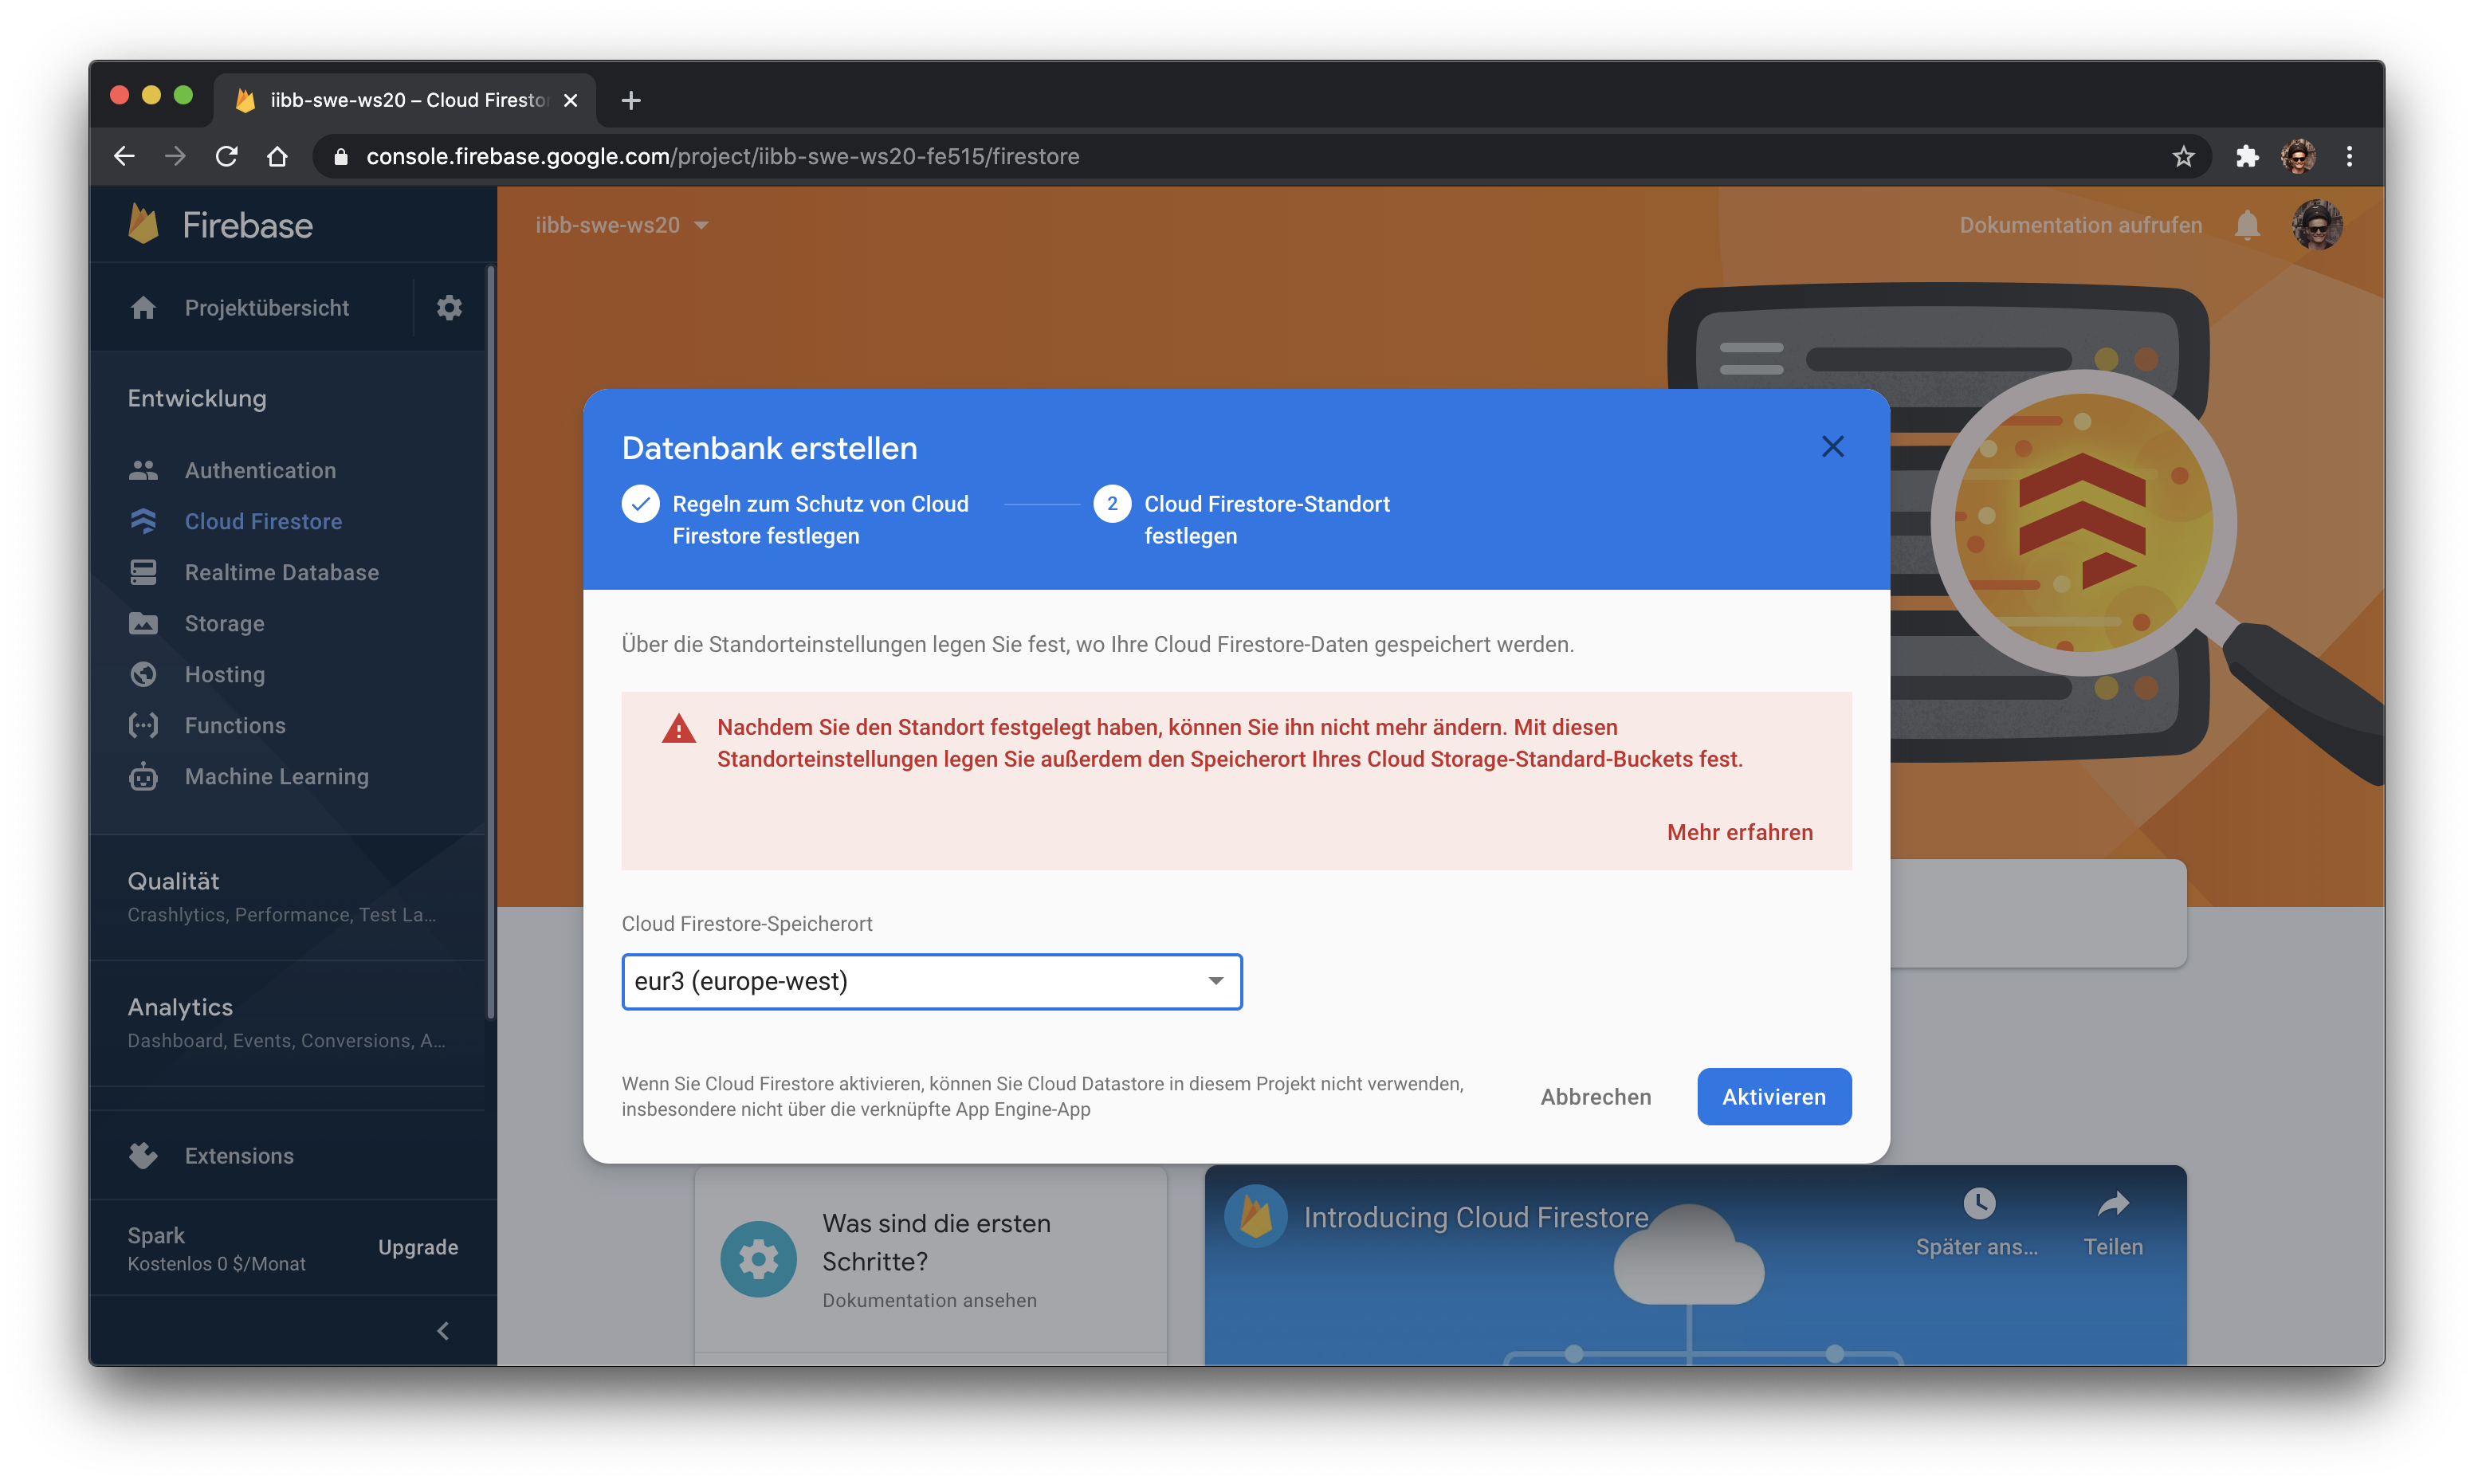 iibb-swe-ws20 – Cloud Firestor
console.firebase.google.com/project/iibb-swe-ws20-fe515/firestore
Firebase
iibb-swe-ws20
Dokumentation aufrufen
Projektübersicht
Entwicklung
Authentication
Cloud Firestore
Realtime Database
Storage
Hosting
Functions
Machine Learning
Qualität
Crashlytics, Performance, Test La...
Analytics
Dashboard, Events, Conversions, A...
Extensions
Spark
Kostenlos 0 $/Monat
Upgrade
Datenbank erstellen
Regeln zum Schutz von Cloud
Firestore festlegen
2
Cloud Firestore-Standort
festlegen
Über die Standorteinstellungen legen Sie fest, wo Ihre Cloud Firestore-Daten gespeichert werden.
Nachdem Sie den Standort festgelegt haben, können Sie ihn nicht mehr ändern. Mit diesen
Standorteinstellungen legen Sie außerdem den Speicherort Ihres Cloud Storage-Standard-Buckets fest.
Mehr erfahren
Cloud Firestore-Speicherort
eur3 (europe-west)
Wenn Sie Cloud Firestore aktivieren, können Sie Cloud Datastore in diesem Projekt nicht verwenden,
insbesondere nicht über die verknüpfte App Engine-App
Abbrechen
Aktivieren
Was sind die ersten
Schritte?
Dokumentation ansehen
Introducing Cloud Firestore
Später ans...
Teilen